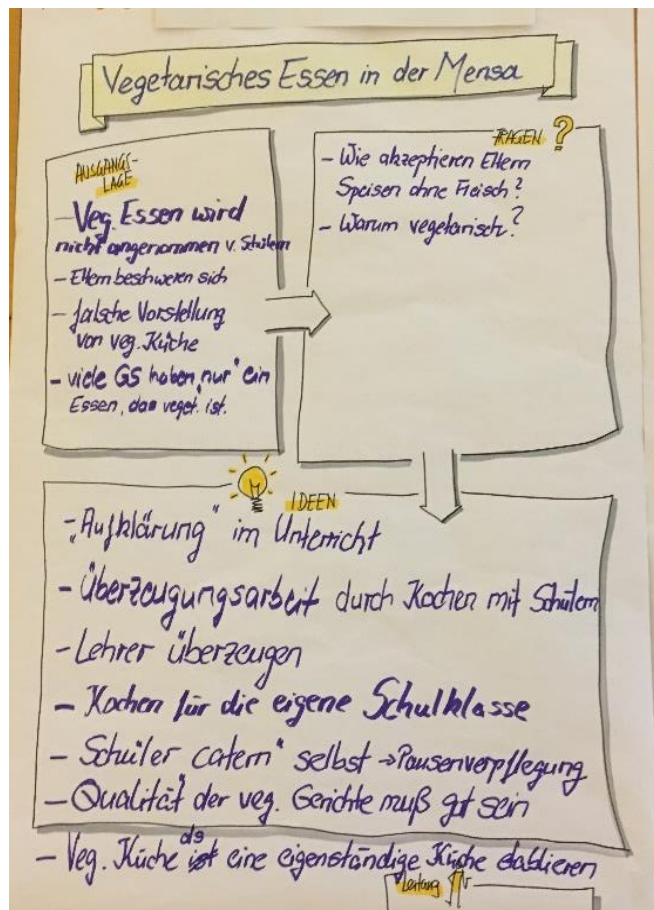 Vegetarisches Essen in der Mensa
AUSGANGS-
LAGE
- Veg. Essen wird
nicht angenommen v. Schülern
- Eltern beschweren sich
- falsche Vorstellung
von veg. Küche
- viele GS haben „nur“ ein
Essen, das veget. ist.
FRAGEN ?
- Wie akzeptieren Eltern
Speisen ohne Fleisch?
- Warum vegetarisch?
IDEEN
- „Aufklärung“ im Unterricht
- Überzeugungsarbeit durch Kochen mit Schülern
- Lehrer überzeugen
- Kochen für die eigene Schulklasse
- Schüler „catern“ selbst → Pausenverpflegung
- Qualität der veg. Gerichte muß gut sein
- Veg. Küche als eine eigenständige Küche etablieren
Leitung